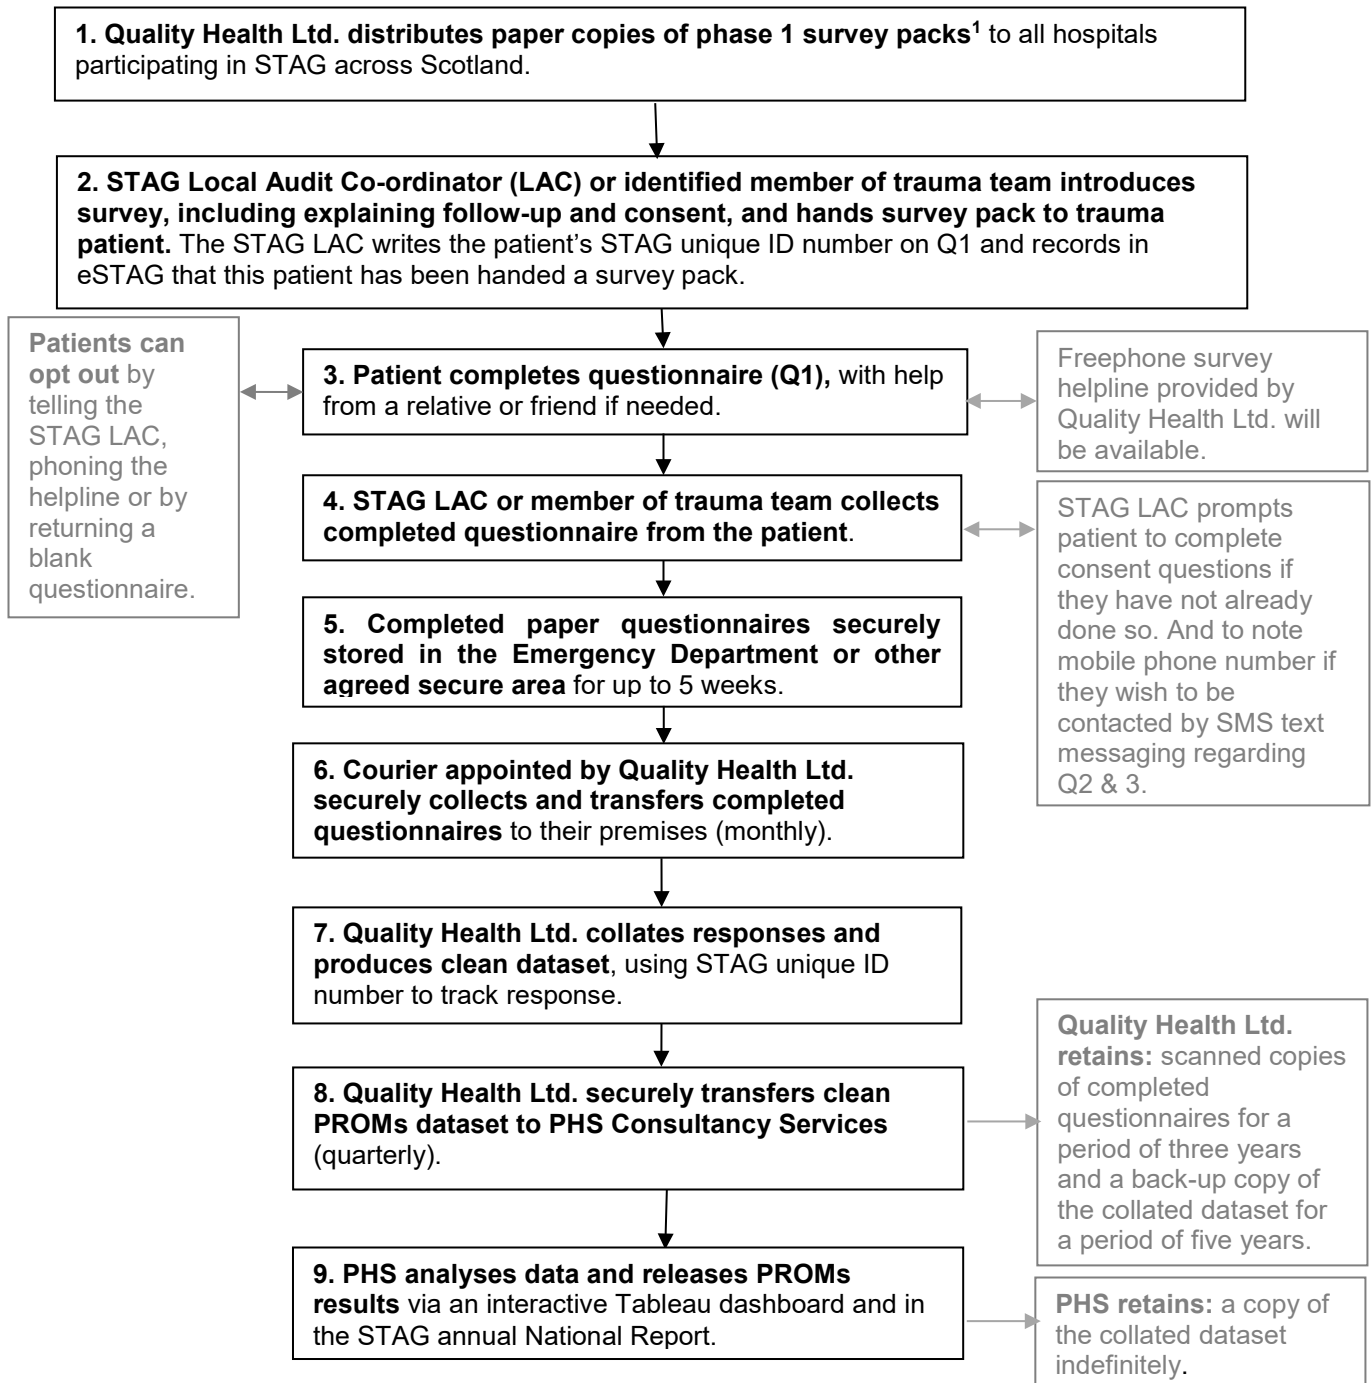 1. Quality Health Ltd. distributes paper copies of phase 1 survey packs¹ to all hospitals
participating in STAG across Scotland.
2. STAG Local Audit Co-ordinator (LAC) or identified member of trauma team introduces
survey, including explaining follow-up and consent, and hands survey pack to trauma
patient. The STAG LAC writes the patient’s STAG unique ID number on Q1 and records in
eSTAG that this patient has been handed a survey pack.
Patients can
opt out by
telling the
STAG LAC,
phoning the
helpline or by
returning a
blank
questionnaire.
3. Patient completes questionnaire (Q1), with help
from a relative or friend if needed.
Freephone survey
helpline provided by
Quality Health Ltd. will
be available.
4. STAG LAC or member of trauma team collects
completed questionnaire from the patient.
STAG LAC prompts
patient to complete
consent questions if
they have not already
done so. And to note
mobile phone number if
they wish to be
contacted by SMS text
messaging regarding
Q2 & 3.
5. Completed paper questionnaires securely
stored in the Emergency Department or other
agreed secure area for up to 5 weeks.
6. Courier appointed by Quality Health Ltd.
securely collects and transfers completed
questionnaires to their premises (monthly).
7. Quality Health Ltd. collates responses and
produces clean dataset, using STAG unique ID
number to track response.
8. Quality Health Ltd. securely transfers clean
PROMs dataset to PHS Consultancy Services
(quarterly).
Quality Health Ltd.
retains: scanned copies
of completed
questionnaires for a
period of three years
and a back-up copy of
the collated dataset for
a period of five years.
9. PHS analyses data and releases PROMs
results via an interactive Tableau dashboard and in
the STAG annual National Report.
PHS retains: a copy of
the collated dataset
indefinitely.